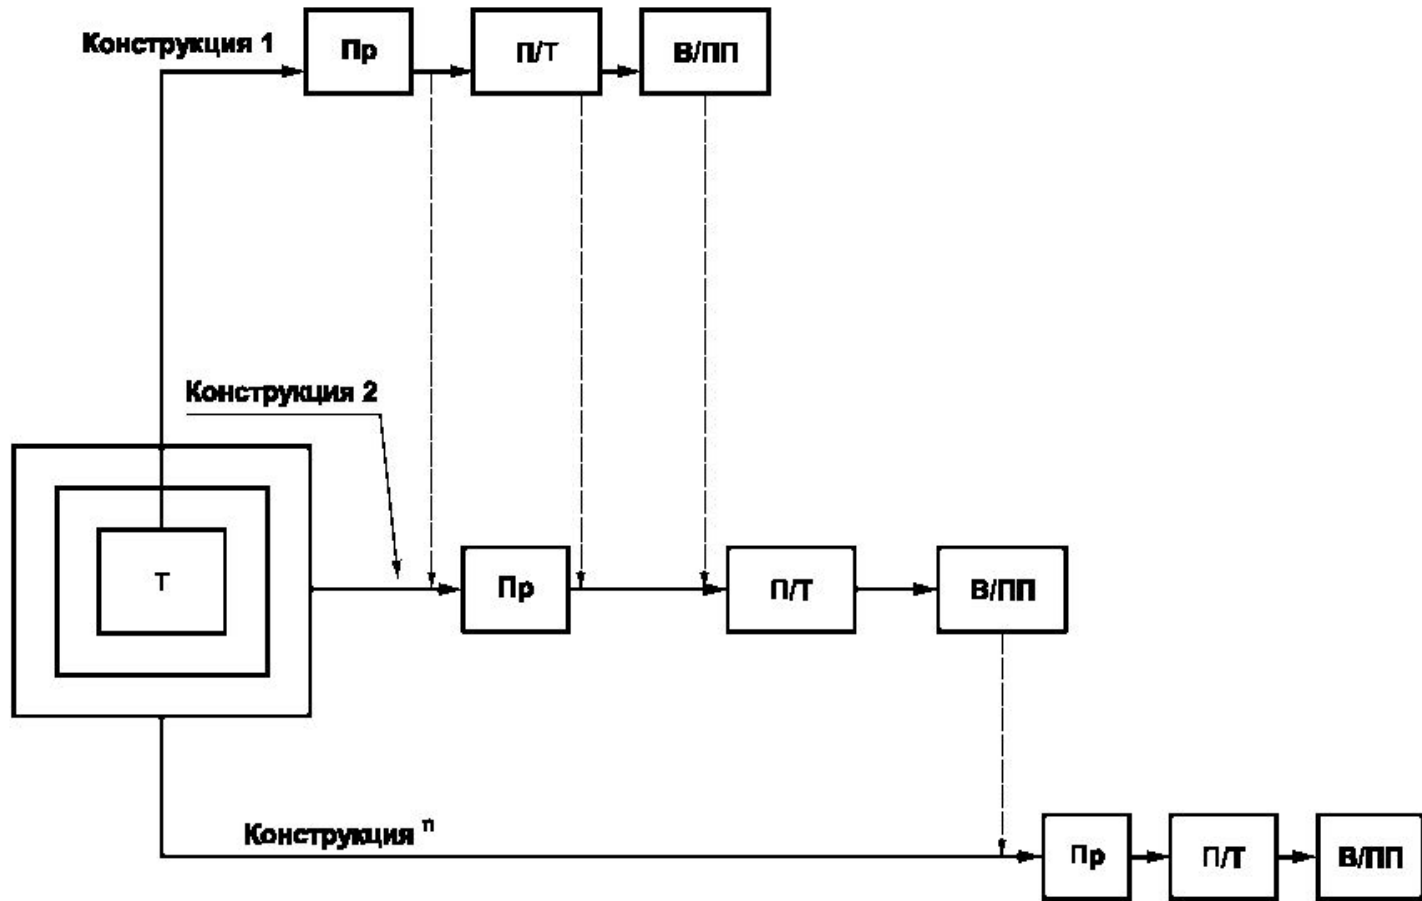 Конструкция 1
Пр
П/Т
В/ПП
Конструкция 2
Т
Пр
П/Т
В/ПП
Конструкция n
Пр
П/Т
В/ПП